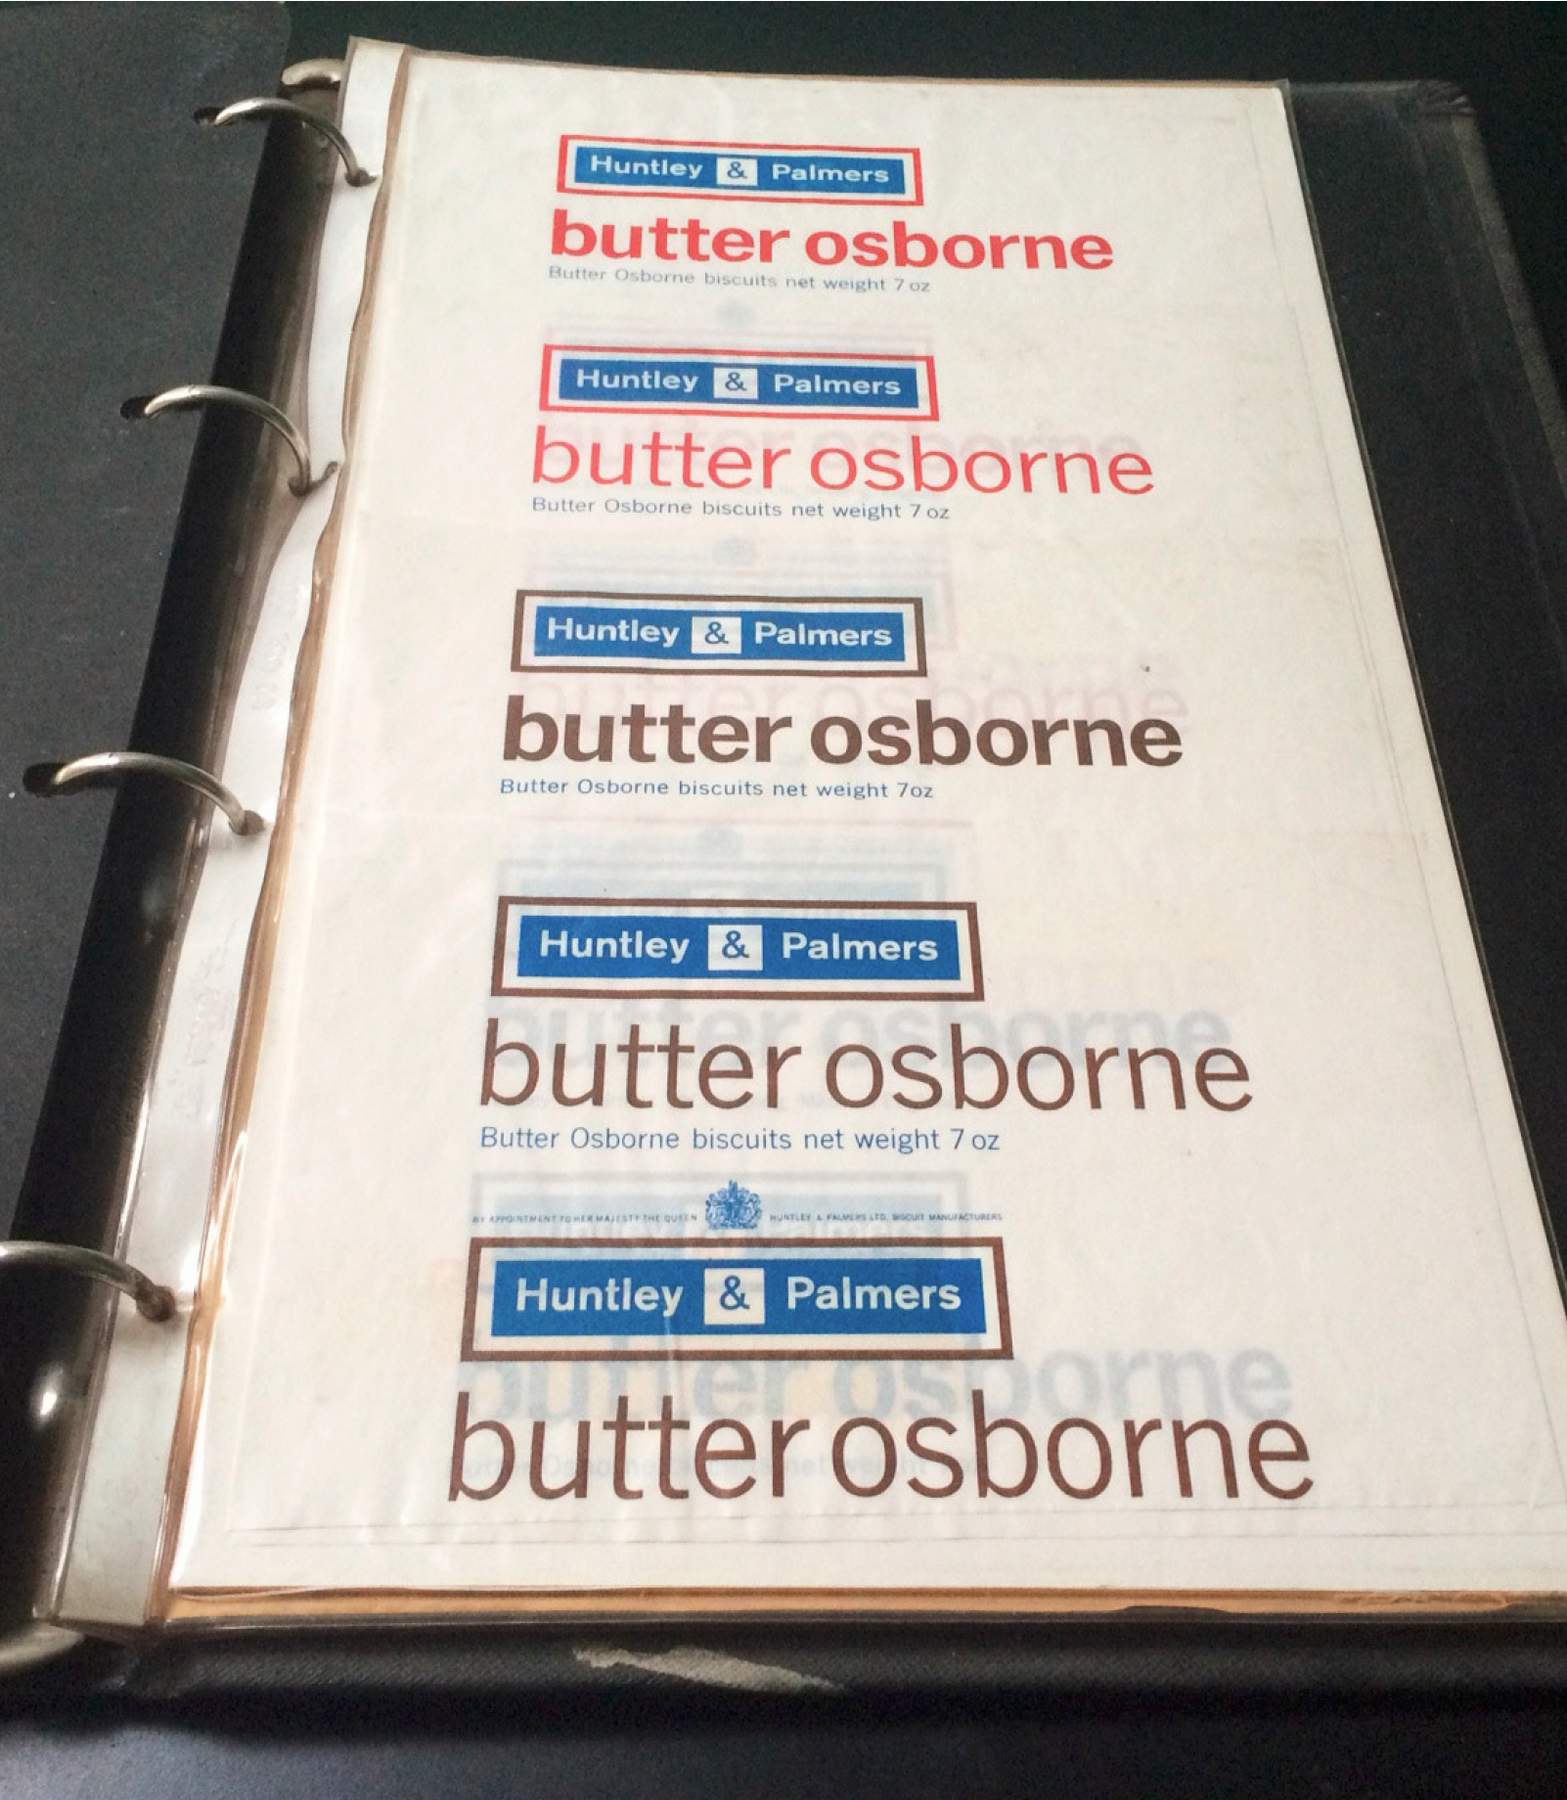 Huntley & Palmers
butter osborne
Butter Osborne biscuits net weight 7 oz
Huntley & Palmers
butter osborne
Butter Osborne biscuits net weight 7 oz
Huntley & Palmers
butter osborne
Butter Osborne biscuits net weight 7oz
Huntley & Palmers
butter osborne
Butter Osborne biscuits net weight 7 oz
BY APPOINTMENT TO HER MAJESTY THE QUEEN HUNTLEY & PALMERS LTD. BISCUIT MANUFACTURERS
Huntley & Palmers
butter osborne